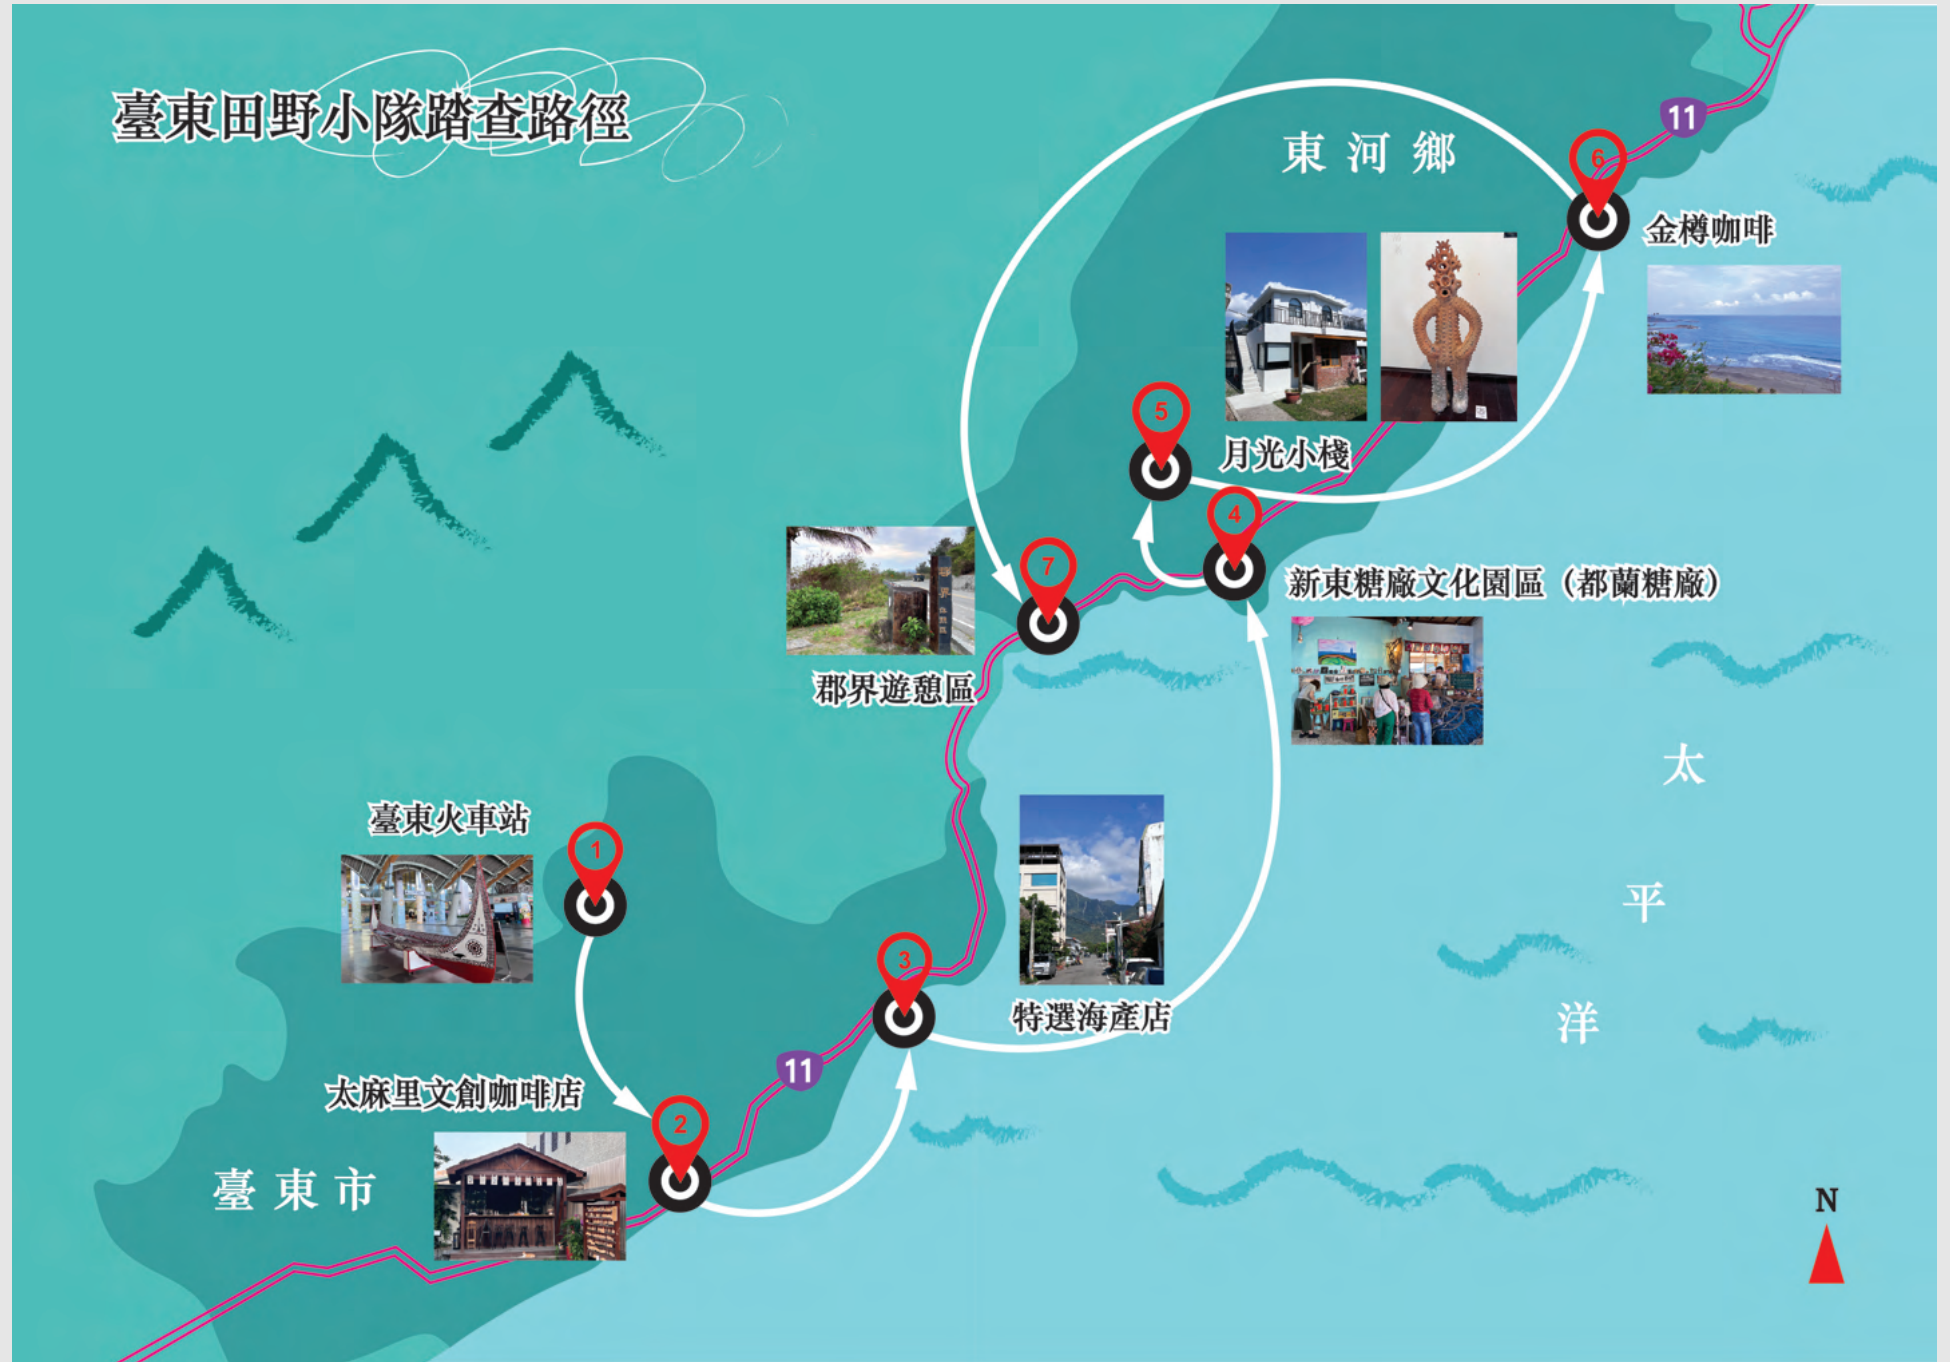 臺東田野小隊踏查路徑
11
東河鄉
6
金樽咖啡
5
月光小棧
4
新東糖廠文化園區（都蘭糖廠）
7
郡界遊憩區
太平洋
臺東火車站
1
3
特選海產店
11
太麻里文創咖啡店
2
臺東市
N